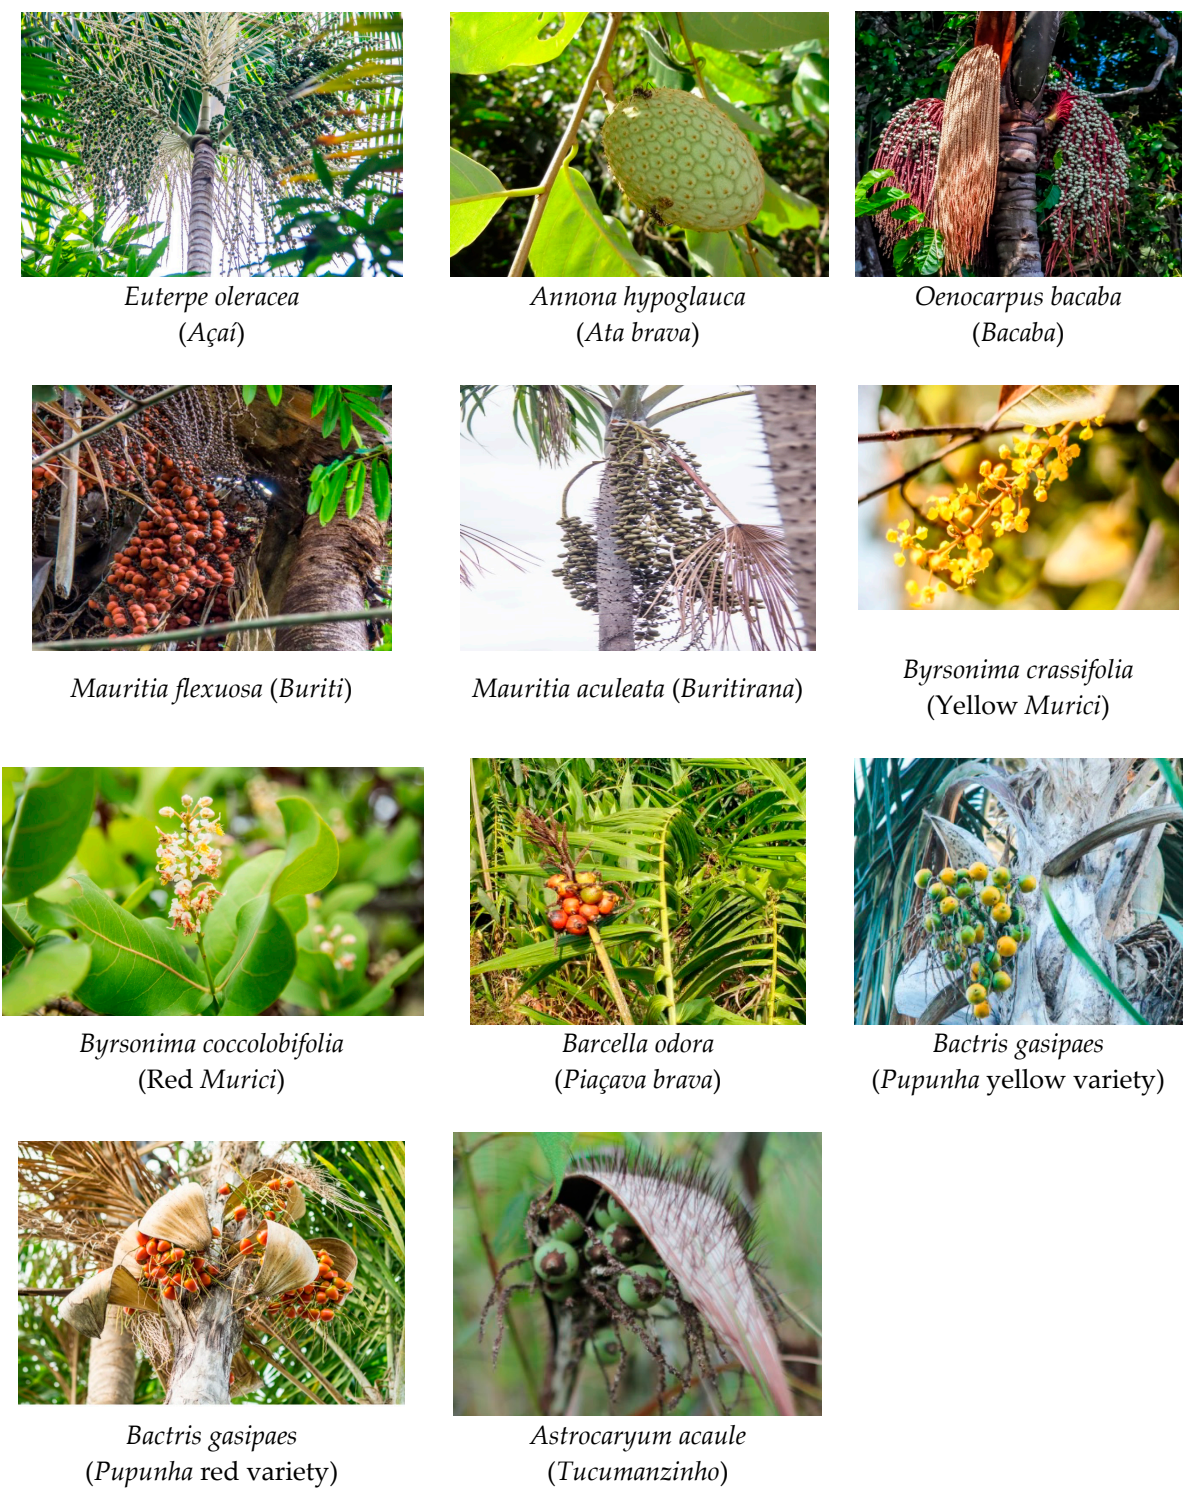 Euterpe oleracea
(Açaí)
Annona hypoglauca
(Ata brava)
Oenocarpus bacaba
(Bacaba)
Mauritia flexuosa (Buriti)
Mauritia aculeata (Buritirana)
Byrsonima crassifolia
(Yellow Murici)
Byrsonima coccolobifolia
(Red Murici)
Barcella odora
(Piaçava brava)
Bactris gasipaes
(Pupunha yellow variety)
Bactris gasipaes
(Pupunha red variety)
Astrocaryum acaule
(Tucumanzinho)